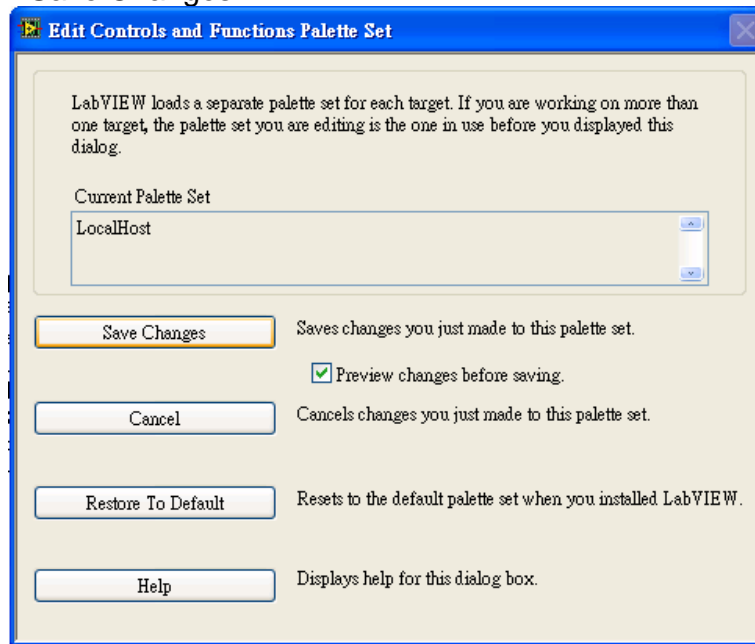 Save Changes
Edit Controls and Functions Palette Set
LabVIEW loads a separate palette set for each target. If you are working on more than
one target, the palette set you are editing is the one in use before you displayed this
dialog.
Current Palette Set
LocalHost
Save Changes
Saves changes you just made to this palette set.
Preview changes before saving.
Cancel
Cancels changes you just made to this palette set.
Restore To Default
Resets to the default palette set when you installed LabVIEW.
Help
Displays help for this dialog box.